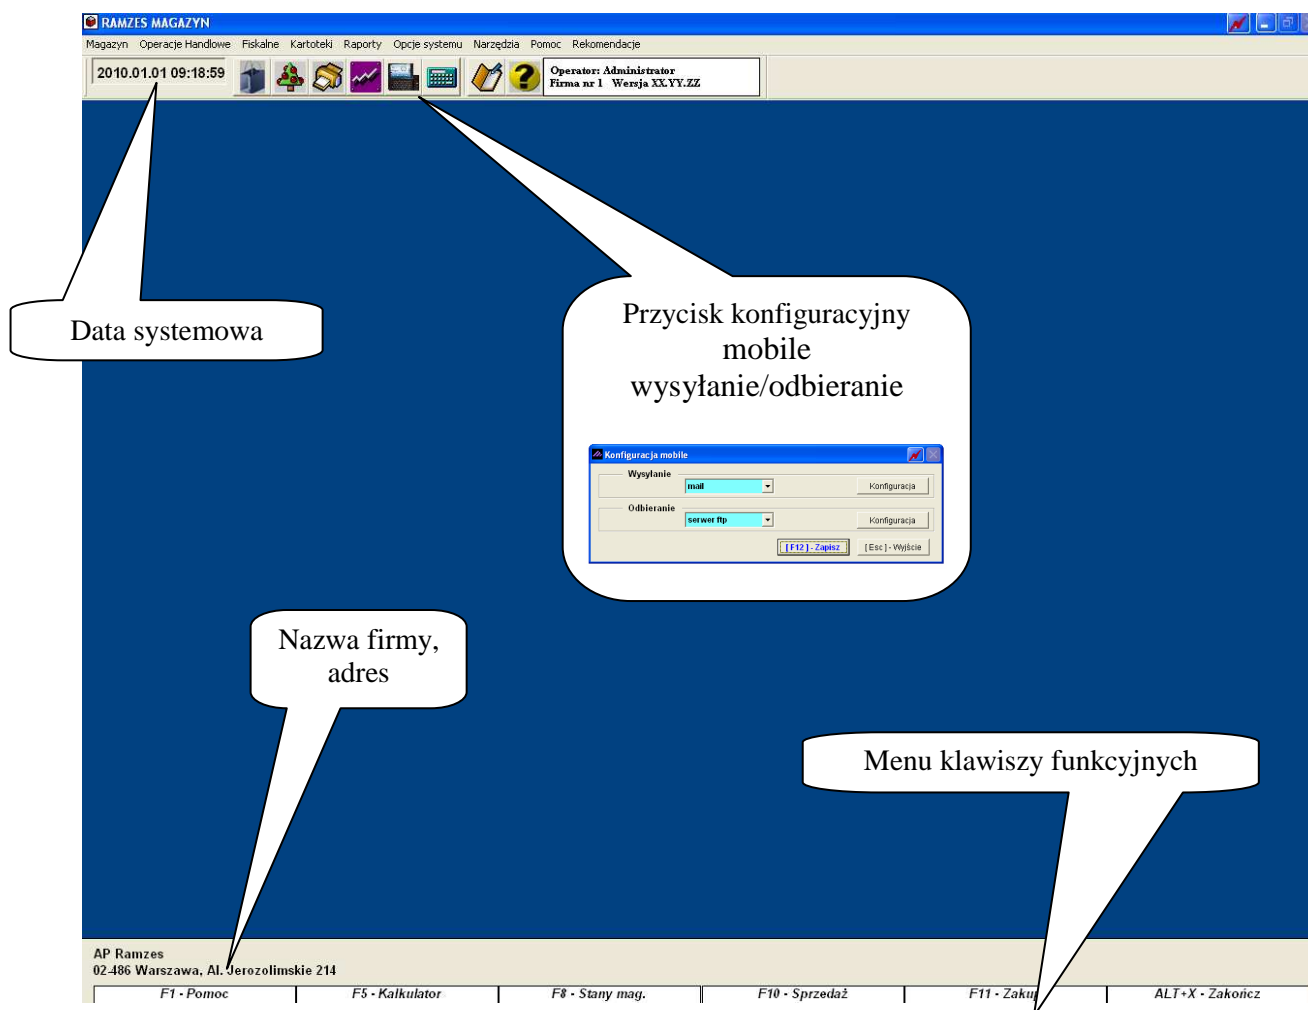 RAMZES MAGAZYN
Magazyn Operacje Handlowe Fiskalne Kartoteki Raporty Opcje systemu Narzędzia Pomoc Rekomendacje
2010.01.01 09:18:59
Operator: Administrator
Firma nr 1 Wersja XX.YY.ZZ
Data systemowa
Przycisk konfiguracyjny
mobile
wysyłanie/odbieranie
Konfiguracja mobile
Wysyłanie
mail
Konfiguracja
Odbieranie
serwer ftp
Konfiguracja
[ F12 ] - Zapisz
[ Esc ] - Wyjście
Nazwa firmy,
adres
Menu klawiszy funkcyjnych
AP Ramzes
02-486 Warszawa, Al. Jerozolimskie 214
F1 - Pomoc
F5 - Kalkulator
F8 - Stany mag.
F10 - Sprzedaż
F11 - Zaku
ALT+X - Zakończ